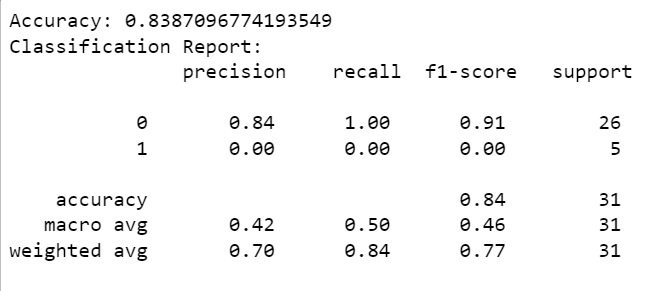 Accuracy: 0.8387096774193549
Classification Report:
              precision    recall  f1-score   support

           0       0.84      1.00      0.91        26
           1       0.00      0.00      0.00         5

    accuracy                           0.84        31
   macro avg       0.42      0.50      0.46        31
weighted avg       0.70      0.84      0.77        31